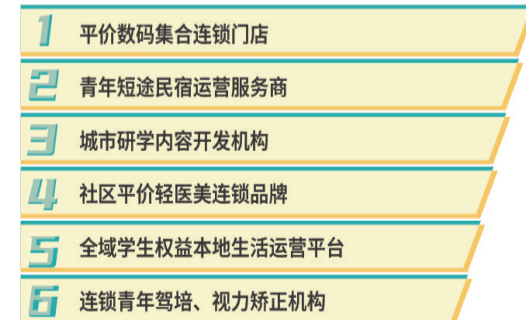 1 平价数码集合连锁门店
2 青年短途民宿运营服务商
3 城市研学内容开发机构
4 社区平价轻医美连锁品牌
5 全域学生权益本地生活运营平台
6 连锁青年驾培、视力矫正机构